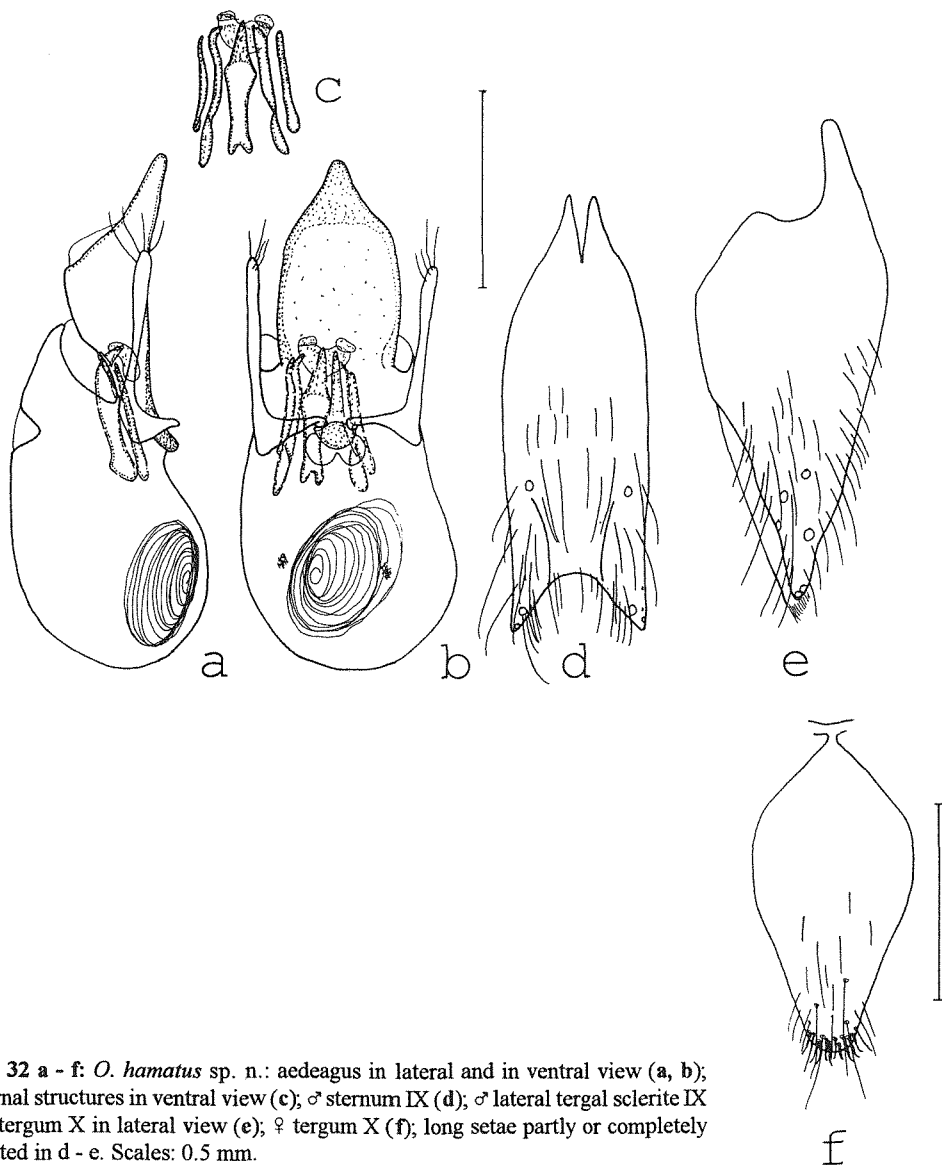 c
a
b
d
e
32 a - f: O. hamatus sp. n.: aedeagus in lateral and in ventral view (a, b);
nal structures in ventral view (c); ♂ sternum IX (d); ♂ lateral tergal sclerite IX
tergum X in lateral view (e); ♀ tergum X (f); long setae partly or completely
ted in d - e. Scales: 0.5 mm.
f